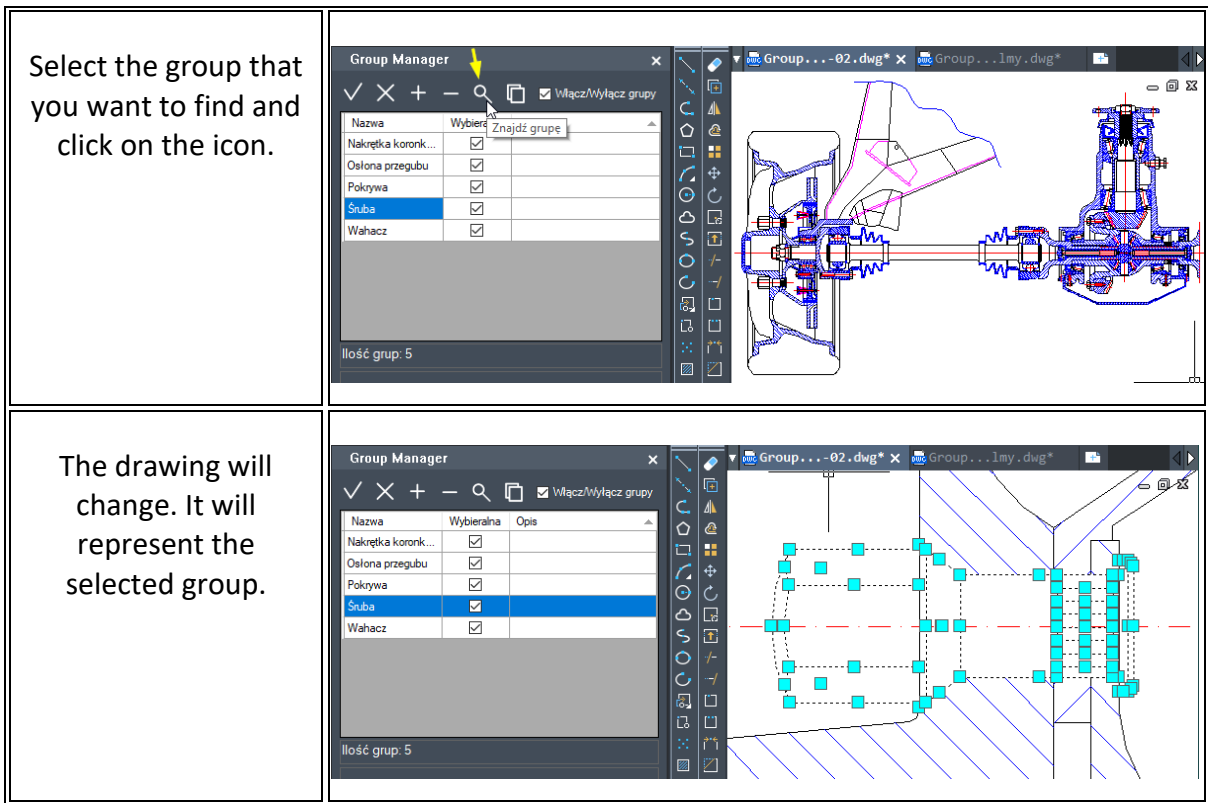 Select the group that
you want to find and
click on the icon.
Group Manager
Włącz/Wyłącz grupy
Znajdź grupę
Nazwa
Nakrętka koronk...
Osłona przegubu
Pokrywa
Śruba
Wahacz
Ilość grup: 5
Group...-02.dwg* Group...lmy.dwg*
The drawing will
change. It will
represent the
selected group.
Group Manager
Włącz/Wyłącz grupy
Nazwa Wybieralna Opis
Nakrętka koronk...
Osłona przegubu
Pokrywa
Śruba
Wahacz
Ilość grup: 5
Group...-02.dwg* Group...lmy.dwg*